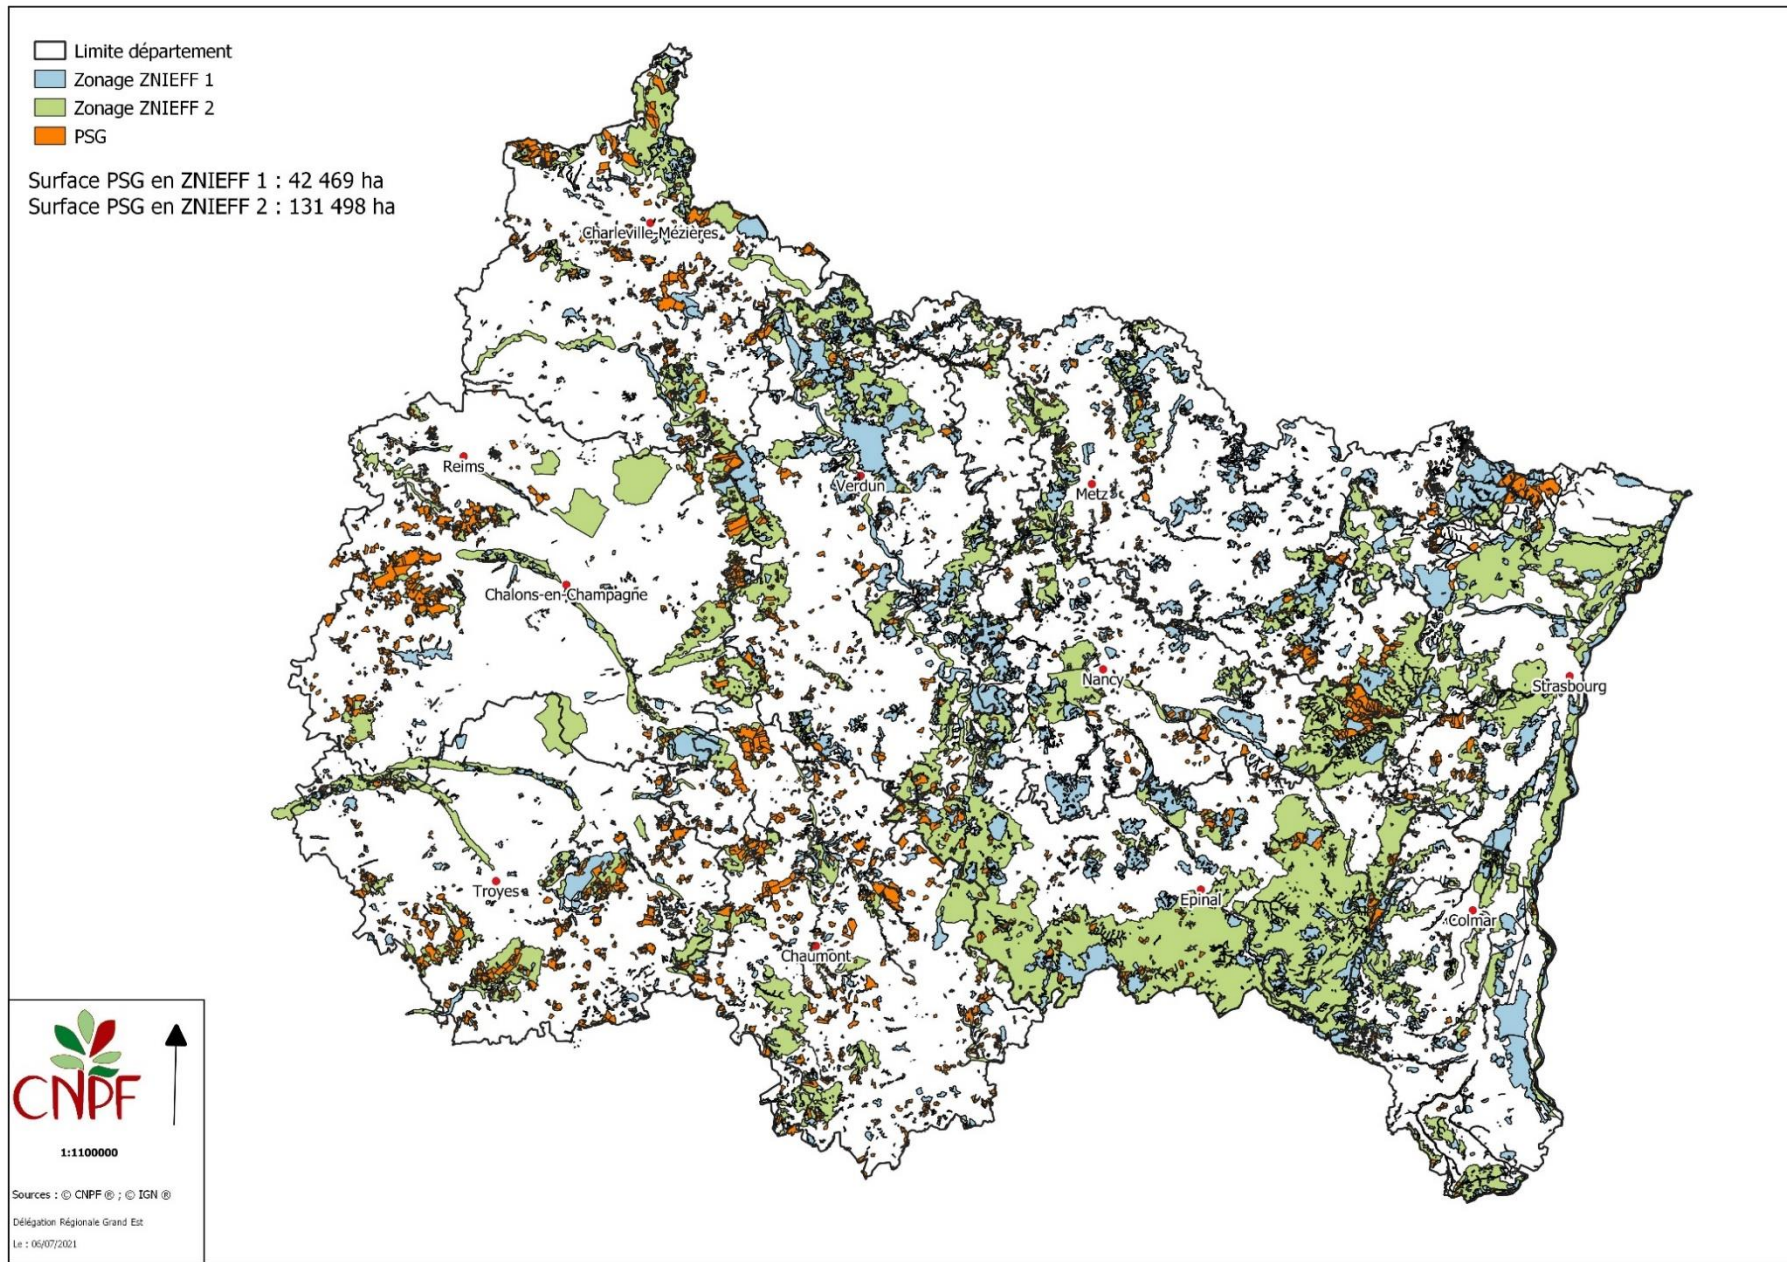 Limite département
Zonage ZNIEFF 1
Zonage ZNIEFF 2
PSG
Surface PSG en ZNIEFF 1 : 42 469 ha
Surface PSG en ZNIEFF 2 : 131 498 ha
Charleville-Mézières
Reims
Verdun
Metz
Chalons-en-Champagne
Nancy
Strasbourg
Troyes
Epinal
Colmar
Chaumont
CNPF
1:1100000
Sources : © CNPF ® ; © IGN ®
Délégation Régionale Grand Est
Le : 06/07/2021